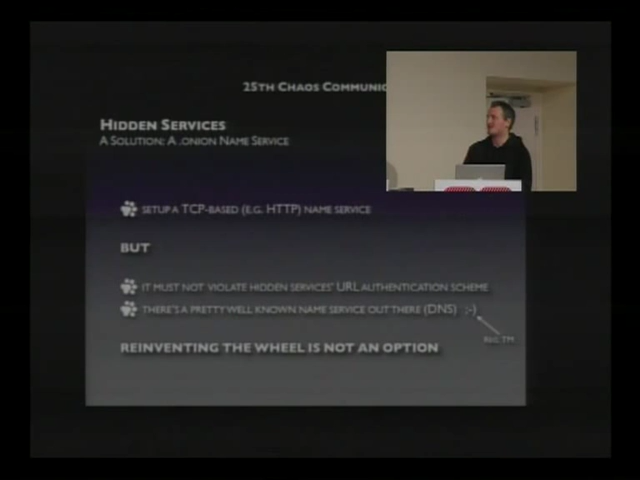 25TH CHAOS COMMUNIC
HIDDEN SERVICES
A SOLUTION: A .ONION NAME SERVICE
SETUP A TCP-BASED (E.G. HTTP) NAME SERVICE
BUT
IT MUST NOT VIOLATE HIDDEN SERVICES' URL AUTHENTICATION SCHEME
THERE'S A PRETTY WELL KNOWN NAME SERVICE OUT THERE (DNS) ;-)
REINVENTING THE WHEEL IS NOT AN OPTION